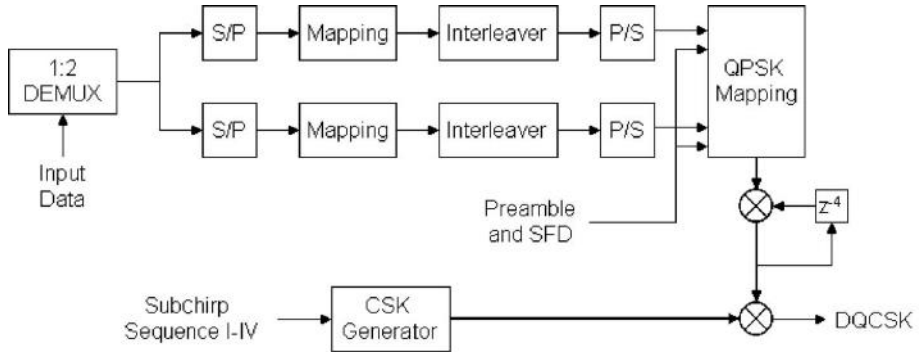 S/P
Mapping
Interleaver
P/S
1:2
DEMUX
QPSK
Mapping
S/P
Mapping
Interleaver
P/S
Input
Data
Preamble
and SFD
z-4
Subchirp
Sequence I-IV
CSK
Generator
DQCSK